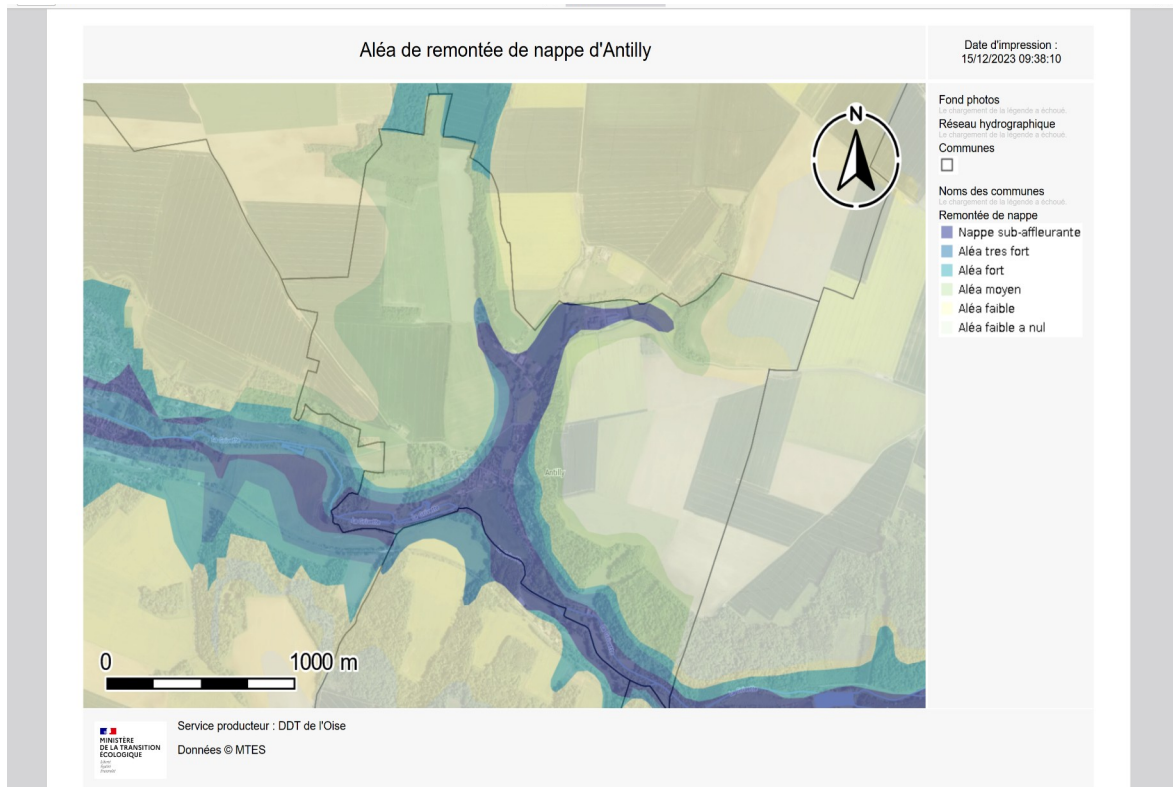 Aléa de remontée de nappe d'Antilly
Date d'impression :
15/12/2023 09:38:10
Fond photos
Le chargement de la légende a échoué.
Réseau hydrographique
Le chargement de la légende a échoué.
Communes
Noms des communes
Le chargement de la légende a échoué.
Remontée de nappe
Nappe sub-affleurante
Aléa tres fort
Aléa fort
Aléa moyen
Aléa faible
Aléa faible a nul
N
Antilly
0
1000 m
MINISTÈRE
DE LA TRANSITION
ÉCOLOGIQUE
Liberté
Égalité
Fraternité
Service producteur : DDT de l'Oise
Données © MTES